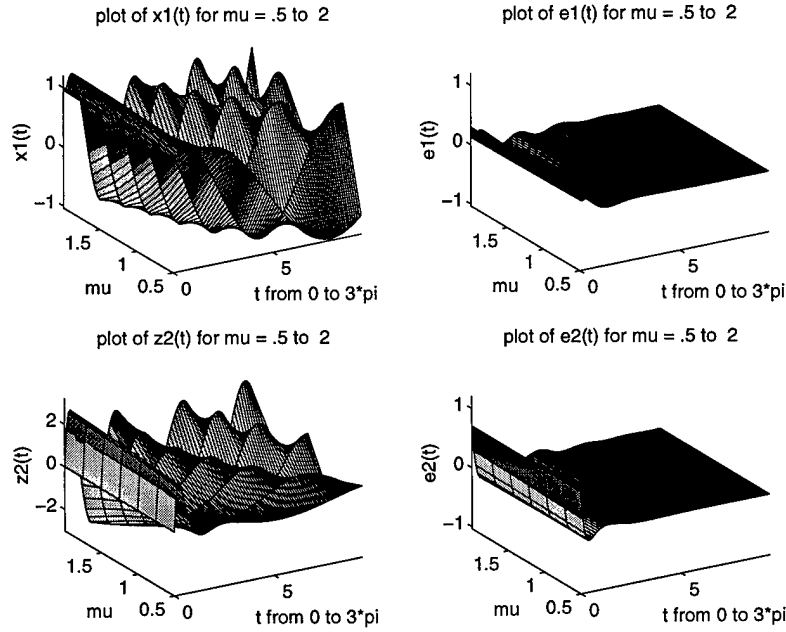 plot of x1(t) for mu = .5 to 2
1
0
−1
x1(t)
1.5
1
0.5
mu
0
5
t from 0 to 3*pi
plot of e1(t) for mu = .5 to 2
1
0
−1
e1(t)
1.5
1
0.5
mu
0
5
t from 0 to 3*pi
plot of z2(t) for mu = .5 to 2
2
0
−2
z2(t)
1.5
1
0.5
mu
0
5
t from 0 to 3*pi
plot of e2(t) for mu = .5 to 2
1
0
−1
e2(t)
1.5
1
0.5
mu
0
5
t from 0 to 3*pi